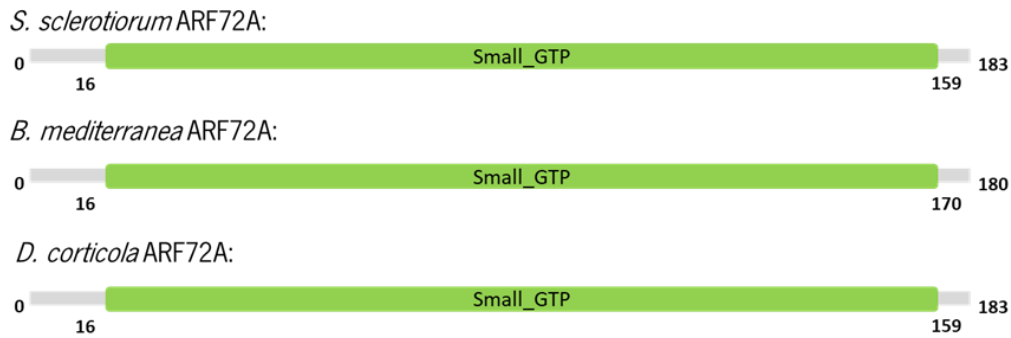 S. sclerotiorum ARF72A:
Small_GTP
0 183
16 159
B. mediterranea ARF72A:
Small_GTP
0 180
16 170
D. corticola ARF72A:
Small_GTP
0 183
16 159